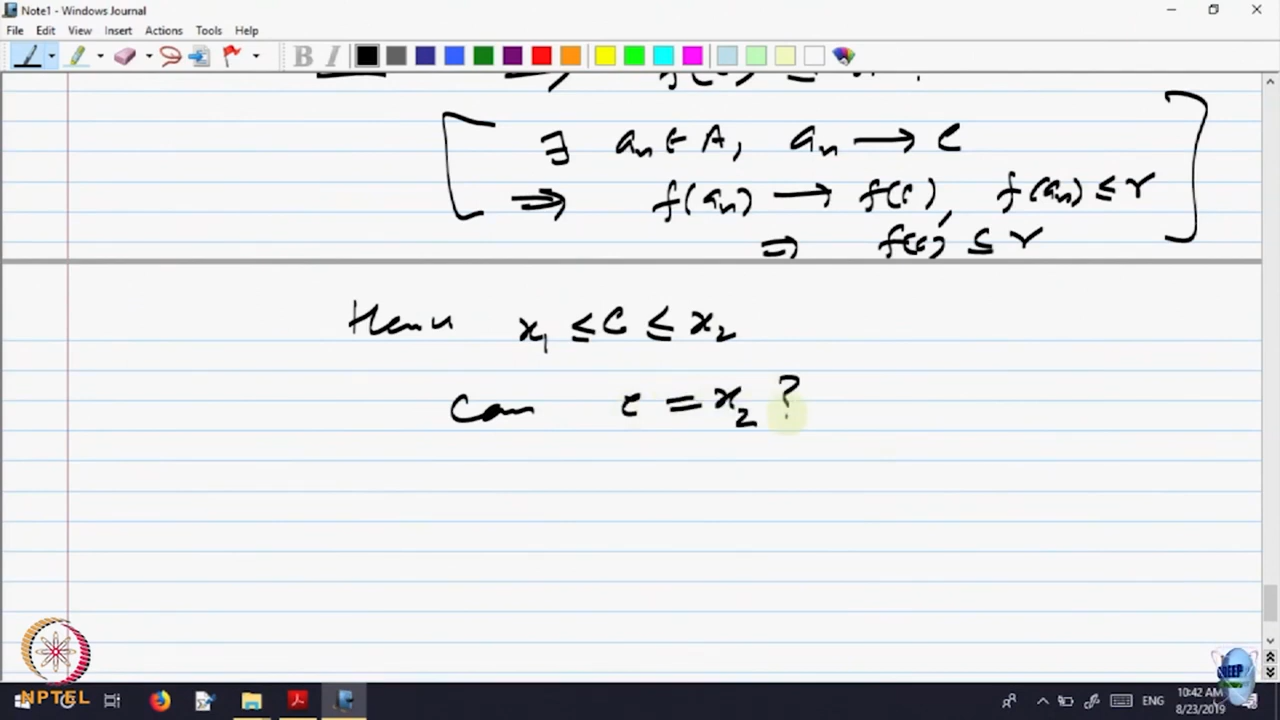 Note1 - Windows Journal
File Edit View Insert Actions Tools Help
B I
∃ aₙ ∈ A, aₙ → c
⇒ f(aₙ) → f(c), f(aₙ) ≤ r
⇒ f(c) ≤ r
Hence x₁ ≤ c ≤ x₂
Can c = x₂ ?
NPTEL
ENG
10:42 AM
8/23/2019